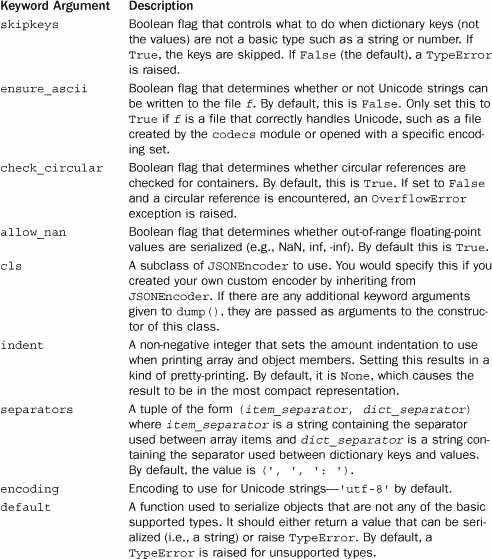 Keyword Argument Description
skipkeys Boolean flag that controls what to do when dictionary keys (not
the values) are not a basic type such as a string or number. If
True, the keys are skipped. If False (the default), a TypeError
is raised.
ensure_ascii Boolean flag that determines whether or not Unicode strings can
be written to the file f. By default, this is False. Only set this to
True if f is a file that correctly handles Unicode, such as a file
created by the codecs module or opened with a specific encod-
ing set.
check_circular Boolean flag that determines whether circular references are
checked for containers. By default, this is True. If set to False
and a circular reference is encountered, an OverflowError
exception is raised.
allow_nan Boolean flag that determines whether out-of-range floating-point
values are serialized (e.g., NaN, inf, -inf). By default this is True.
cls A subclass of JSONEncoder to use. You would specify this if you
created your own custom encoder by inheriting from
JSONEncoder. If there are any additional keyword arguments
given to dump(), they are passed as arguments to the construc-
tor of this class.
indent A non-negative integer that sets the amount indentation to use
when printing array and object members. Setting this results in a
kind of pretty-printing. By default, it is None, which causes the
result to be in the most compact representation.
separators A tuple of the form (item_separator, dict_separator)
where item_separator is a string containing the separator
used between array items and dict_separator is a string con-
taining the separator used between dictionary keys and values.
By default, the value is (', ', ': ').
encoding Encoding to use for Unicode strings—'utf-8' by default.
default A function used to serialize objects that are not any of the basic
supported types. It should either return a value that can be seri-
alized (i.e., a string) or raise TypeError. By default, a
TypeError is raised for unsupported types.